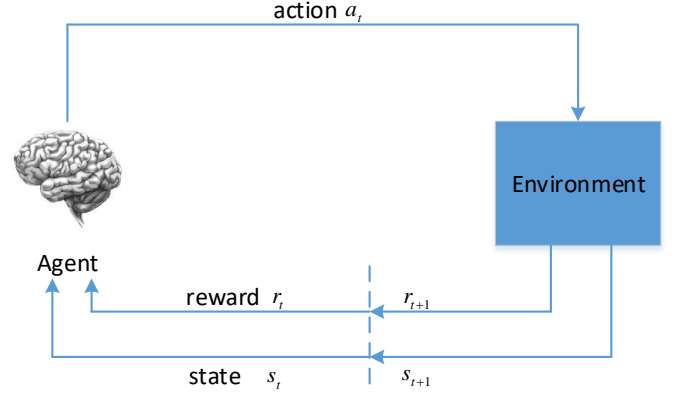 action a_t
Environment
Agent
reward r_t r_{t+1}
state s_t s_{t+1}